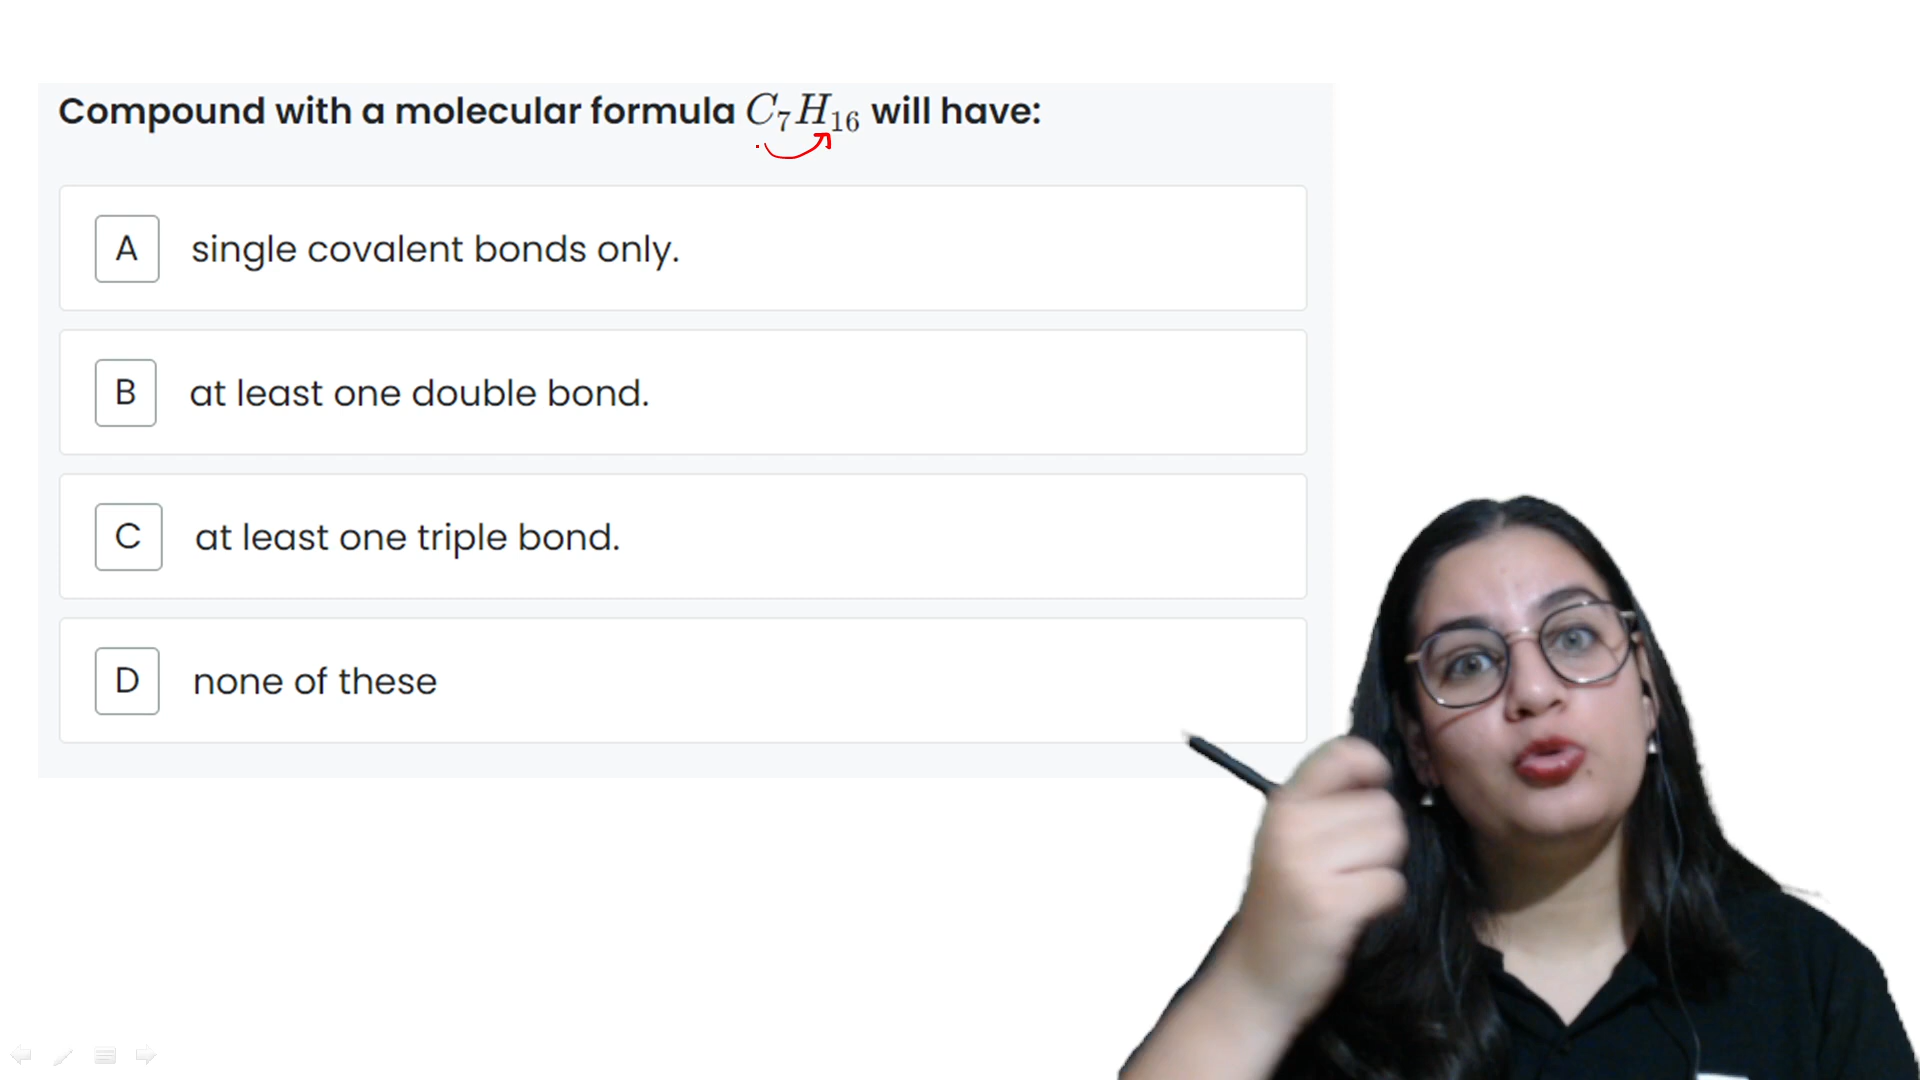 Compound with a molecular formula C₇H₁₆ will have:
A single covalent bonds only.
B at least one double bond.
C at least one triple bond.
D none of these